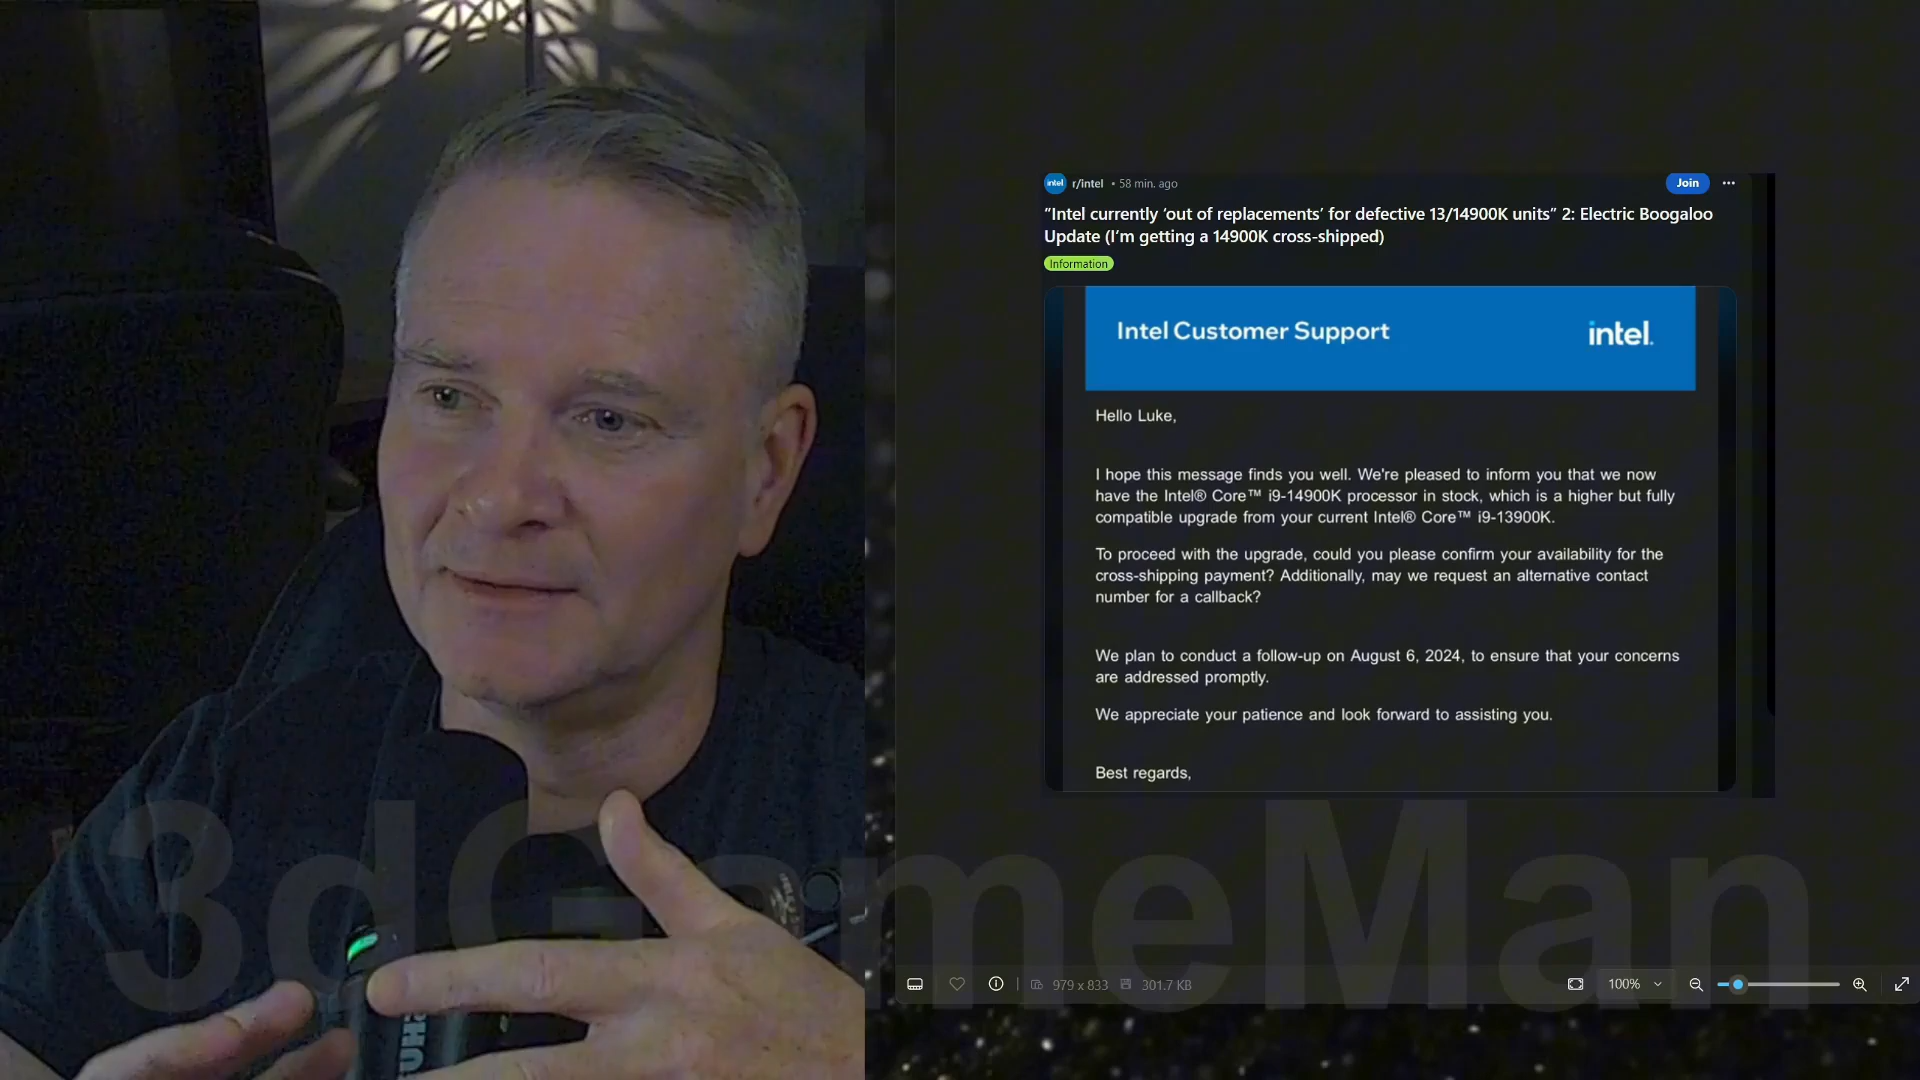 intel r/intel • 58 min. ago
Join
“Intel currently ‘out of replacements’ for defective 13/14900K units” 2: Electric Boogaloo
Update (I’m getting a 14900K cross-shipped)
Information
Intel Customer Support
intel.
Hello Luke,
I hope this message finds you well. We're pleased to inform you that we now
have the Intel® Core™ i9-14900K processor in stock, which is a higher but fully
compatible upgrade from your current Intel® Core™ i9-13900K.
To proceed with the upgrade, could you please confirm your availability for the
cross-shipping payment? Additionally, may we request an alternative contact
number for a callback?
We plan to conduct a follow-up on August 6, 2024, to ensure that your concerns
are addressed promptly.
We appreciate your patience and look forward to assisting you.
Best regards,
3dGameMan
979 x 833
301.7 KB
100%